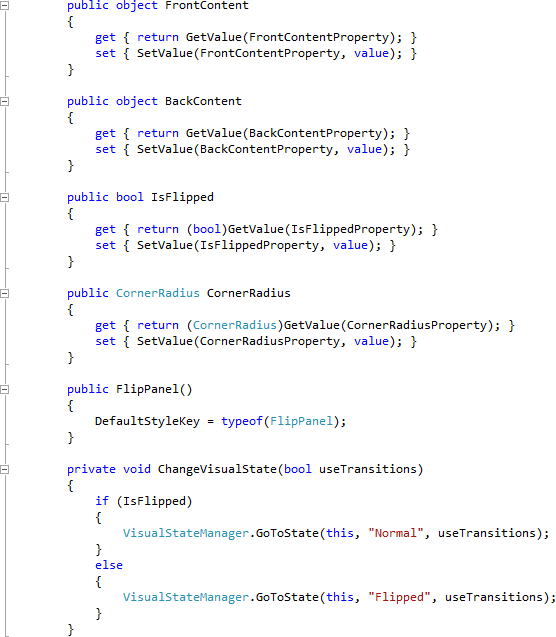 public object FrontContent
{
get { return GetValue(FrontContentProperty); }
set { SetValue(FrontContentProperty, value); }
}
public object BackContent
{
get { return GetValue(BackContentProperty); }
set { SetValue(BackContentProperty, value); }
}
public bool IsFlipped
{
get { return (bool)GetValue(IsFlippedProperty); }
set { SetValue(IsFlippedProperty, value); }
}
public CornerRadius CornerRadius
{
get { return (CornerRadius)GetValue(CornerRadiusProperty); }
set { SetValue(CornerRadiusProperty, value); }
}
public FlipPanel()
{
DefaultStyleKey = typeof(FlipPanel);
}
private void ChangeVisualState(bool useTransitions)
{
if (IsFlipped)
{
VisualStateManager.GoToState(this, "Normal", useTransitions);
}
else
{
VisualStateManager.GoToState(this, "Flipped", useTransitions);
}
}